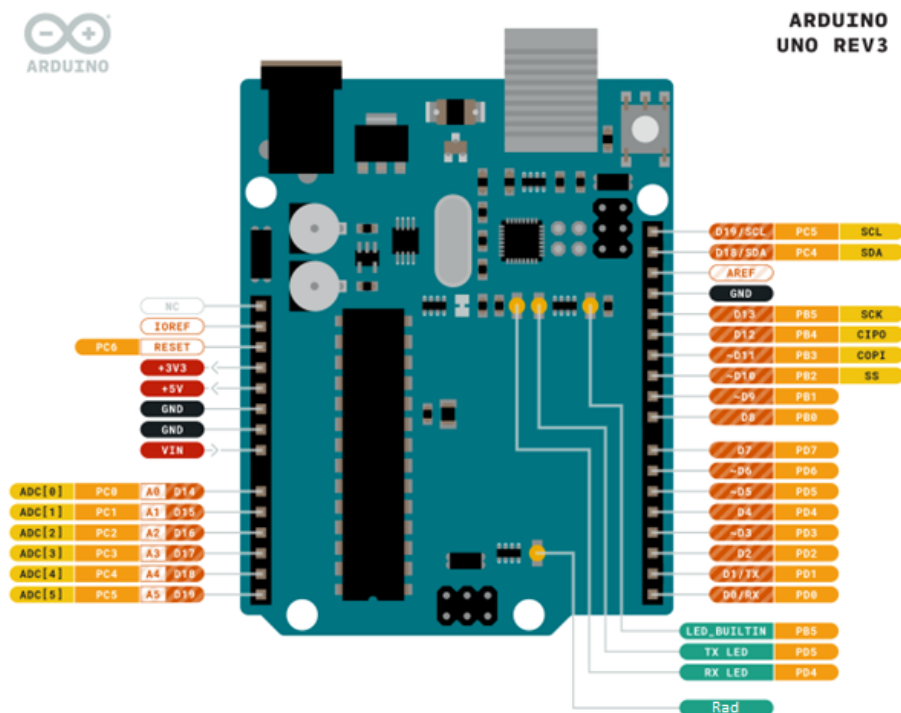 ARDUINO
ARDUINO
UNO REV3
NC
IOREF
PC6 RESET
+3V3
+5V
GND
GND
VIN
ADC[0] PC0 A0 D14
ADC[1] PC1 A1 D15
ADC[2] PC2 A2 D16
ADC[3] PC3 A3 D17
ADC[4] PC4 A4 D18
ADC[5] PC5 A5 D19
D19/SCL PC5 SCL
D18/SDA PC4 SDA
AREF
GND
D13 PB5 SCK
D12 PB4 CIPO
~D11 PB3 COPI
~D10 PB2 SS
~D9 PB1
D8 PB0
D7 PD7
~D6 PD6
~D5 PD5
D4 PD4
~D3 PD3
D2 PD2
D1/TX PD1
D0/RX PD0
LED_BUILTIN PB5
TX LED PD5
RX LED PD4
Rad